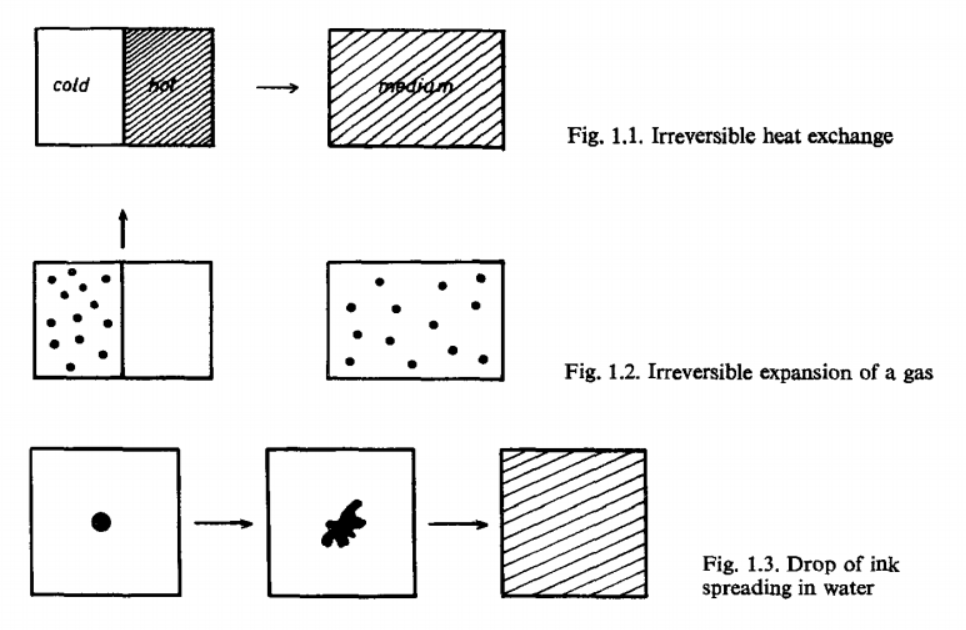 cold
hot
medium
Fig. 1.1. Irreversible heat exchange
Fig. 1.2. Irreversible expansion of a gas
Fig. 1.3. Drop of ink
spreading in water